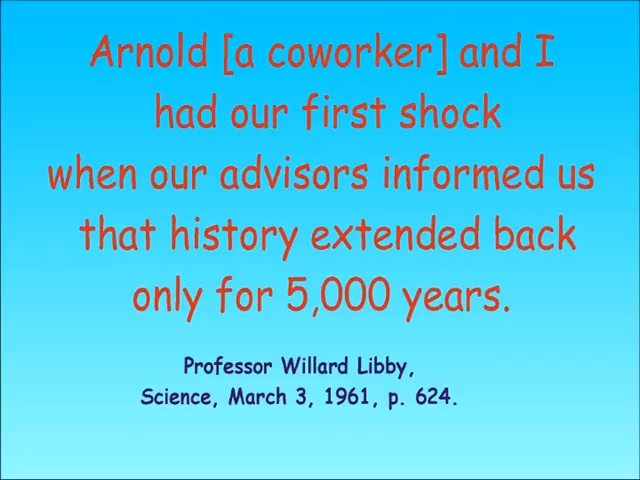 Arnold [a coworker] and I
had our first shock
when our advisors informed us
that history extended back
only for 5,000 years.
Professor Willard Libby,
Science, March 3, 1961, p. 624.